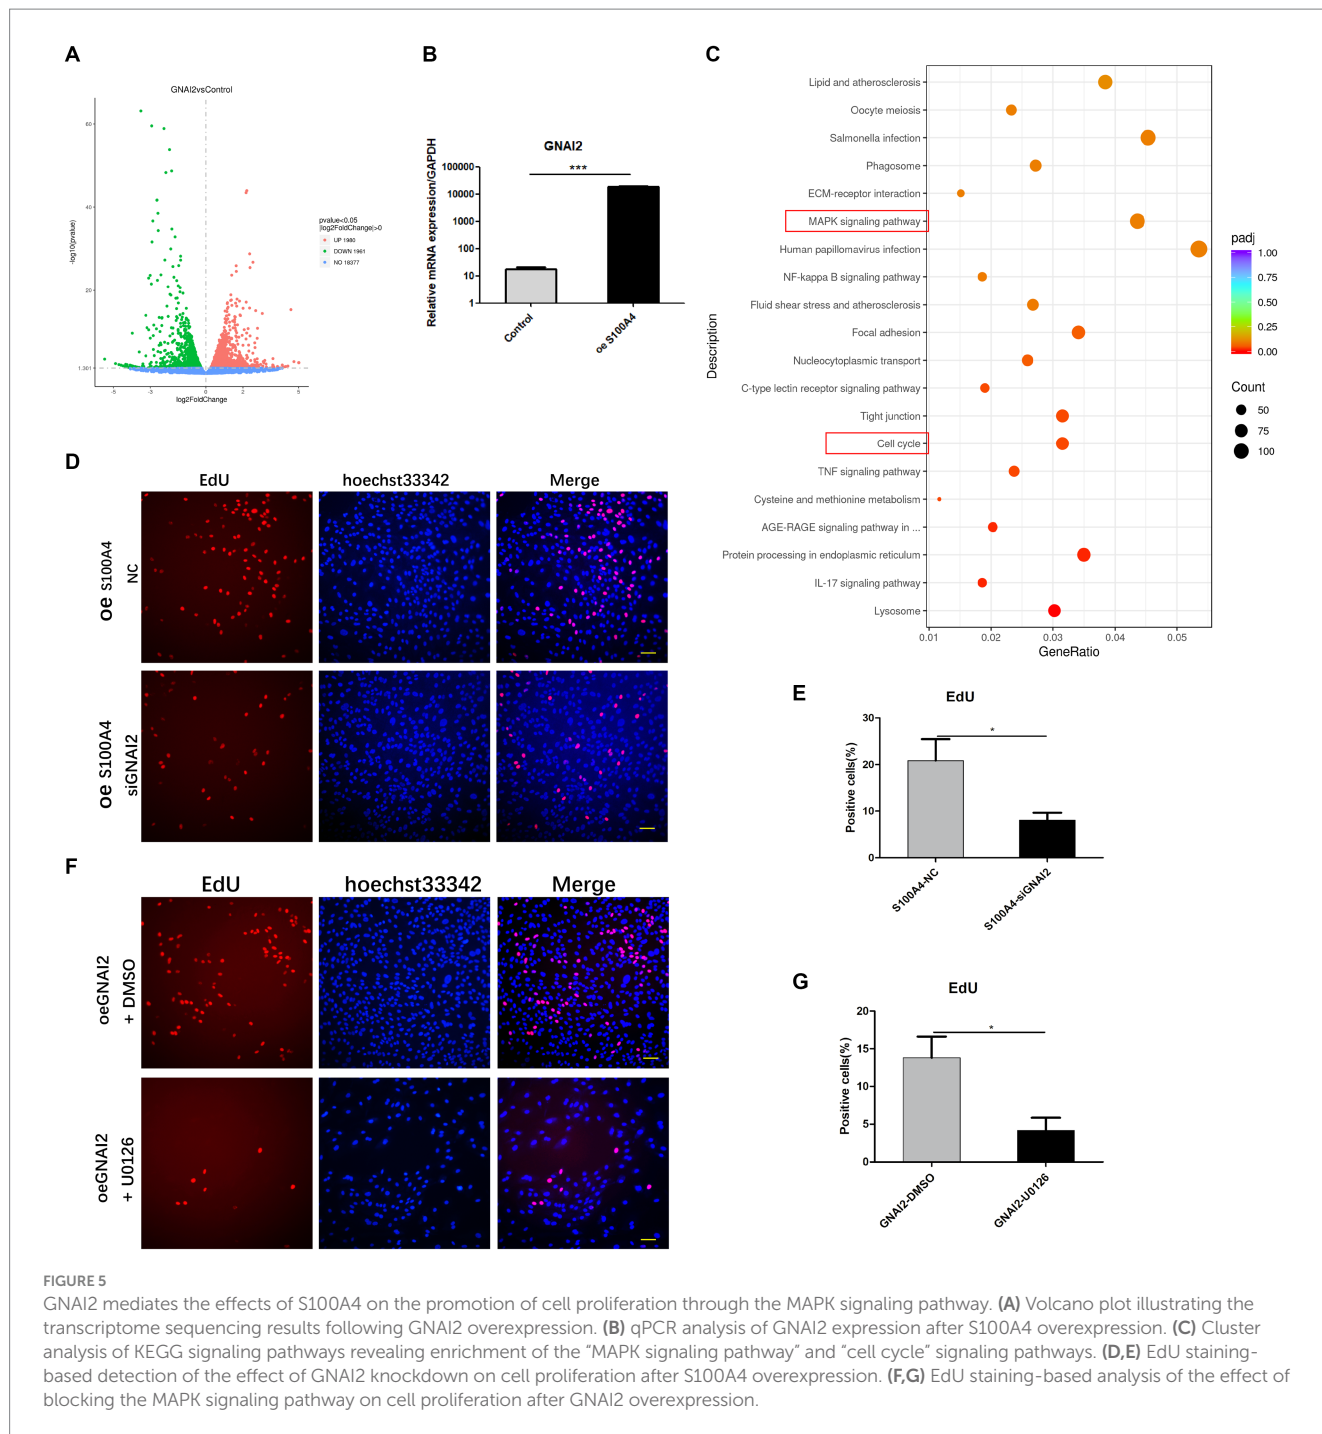 A
GNAI2vsControl
-log10(pvalue)
60
40
20
1.301
-5
-3
0
2
5
log2FoldChange
pvalue<0.05
|log2FoldChange|>0
UP 1980
DOWN 1961
NO 18377
B
GNAI2
Relative mRNA expression/GAPDH
100000
10000
1000
100
10
1
***
Control
oe S100A4
C
Description
Lipid and atherosclerosis
Oocyte meiosis
Salmonella infection
Phagosome
ECM-receptor interaction
MAPK signaling pathway
Human papillomavirus infection
NF-kappa B signaling pathway
Fluid shear stress and atherosclerosis
Focal adhesion
Nucleocytoplasmic transport
C-type lectin receptor signaling pathway
Tight junction
Cell cycle
TNF signaling pathway
Cysteine and methionine metabolism
AGE-RAGE signaling pathway in ...
Protein processing in endoplasmic reticulum
IL-17 signaling pathway
Lysosome
0.01
0.02
0.03
0.04
0.05
GeneRatio
padj
1.00
0.75
0.50
0.25
0.00
Count
50
75
100
D
EdU
hoechst33342
Merge
oe S100A4
NC
oe S100A4
siGNAI2
E
EdU
Positive cells(%)
30
20
10
0
*
S100A4-NC
S100A4-siGNAI2
F
EdU
hoechst33342
Merge
oeGNAI2
+ DMSO
oeGNAI2
+ U0126
G
EdU
Positive cells(%)
20
15
10
5
0
*
GNAI2-DMSO
GNAI2-U0126
FIGURE 5
GNAI2 mediates the effects of S100A4 on the promotion of cell proliferation through the MAPK signaling pathway. (A) Volcano plot illustrating the
transcriptome sequencing results following GNAI2 overexpression. (B) qPCR analysis of GNAI2 expression after S100A4 overexpression. (C) Cluster
analysis of KEGG signaling pathways revealing enrichment of the “MAPK signaling pathway” and “cell cycle” signaling pathways. (D,E) EdU staining-
based detection of the effect of GNAI2 knockdown on cell proliferation after S100A4 overexpression. (F,G) EdU staining-based analysis of the effect of
blocking the MAPK signaling pathway on cell proliferation after GNAI2 overexpression.